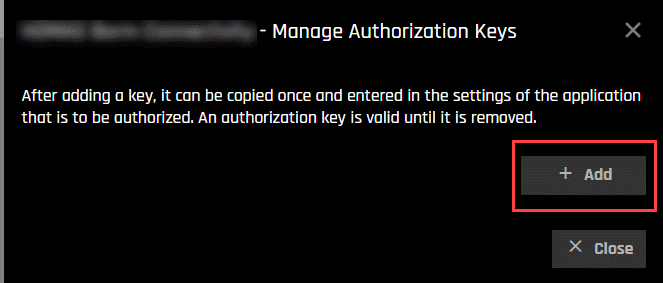 - Manage Authorization Keys
After adding a key, it can be copied once and entered in the settings of the application
that is to be authorized. An authorization key is valid until it is removed.
+ Add
× Close